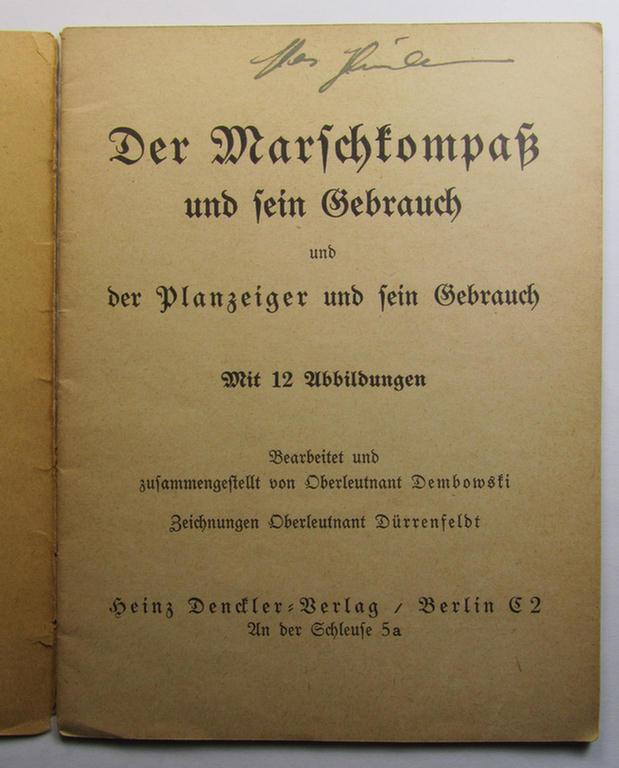 Der Marſchkompaß
und ſein Gebrauch
und
der Planzeiger und ſein Gebrauch
Mit 12 Abbildungen
Bearbeitet und
zuſammengeſtellt von Oberleutnant Dembowſki
Zeichnungen Oberleutnant Dürrenfeldt
Heinz Denckler-Verlag / Berlin C 2
An der Schleuſe 5a